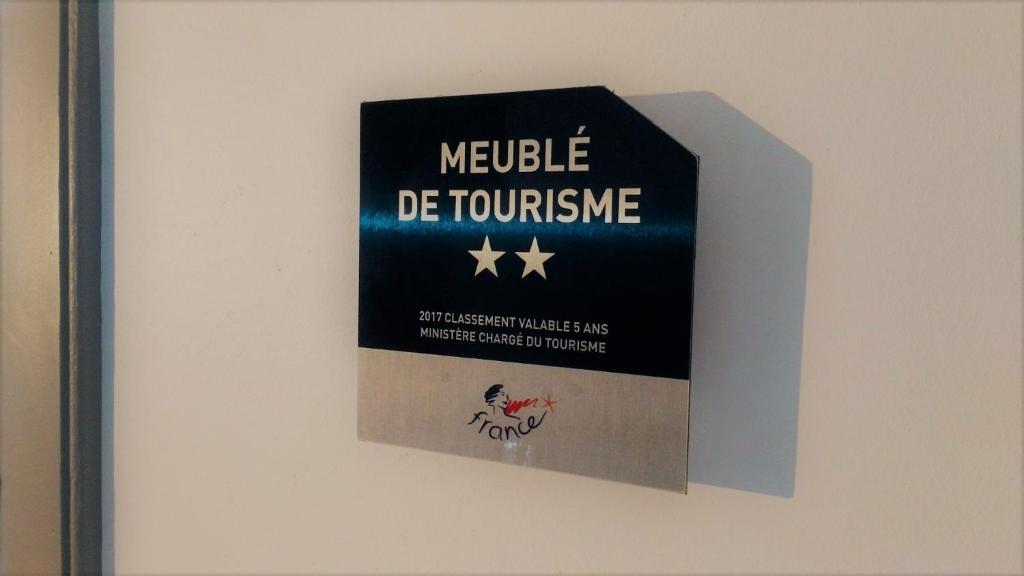 MEUBLÉ
DE TOURISME
2017 CLASSEMENT VALABLE 5 ANS
MINISTÈRE CHARGÉ DU TOURISME
france